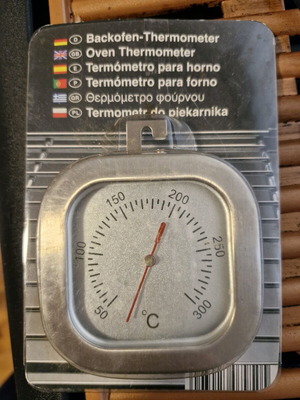 D Backofen-Thermometer
GB Oven Thermometer
E Termómetro para horno
P Termómetro para forno
GR Θερμόμετρο φούρνου
PL Termometr do piekarnika
50
100
150
200
250
300
°C